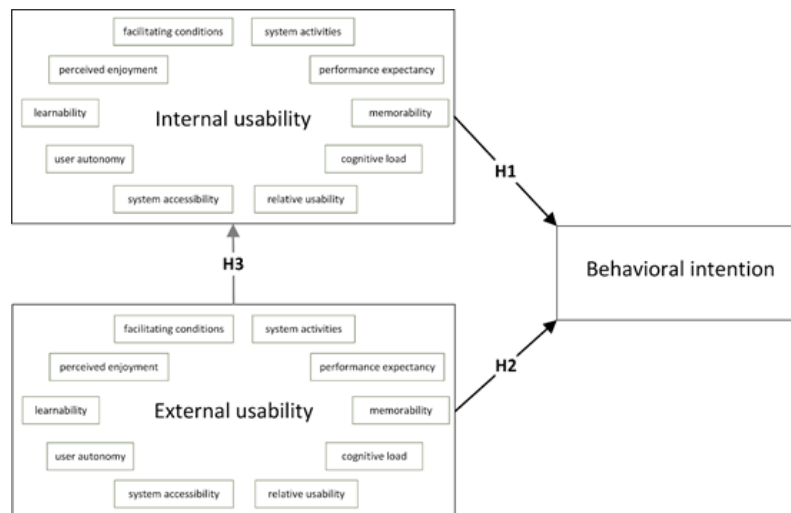 facilitating conditions
system activities
perceived enjoyment
performance expectancy
learnability
Internal usability
memorability
user autonomy
cognitive load
system accessibility
relative usability
H1
H3
Behavioral intention
facilitating conditions
system activities
perceived enjoyment
performance expectancy
H2
learnability
External usability
memorability
user autonomy
cognitive load
system accessibility
relative usability